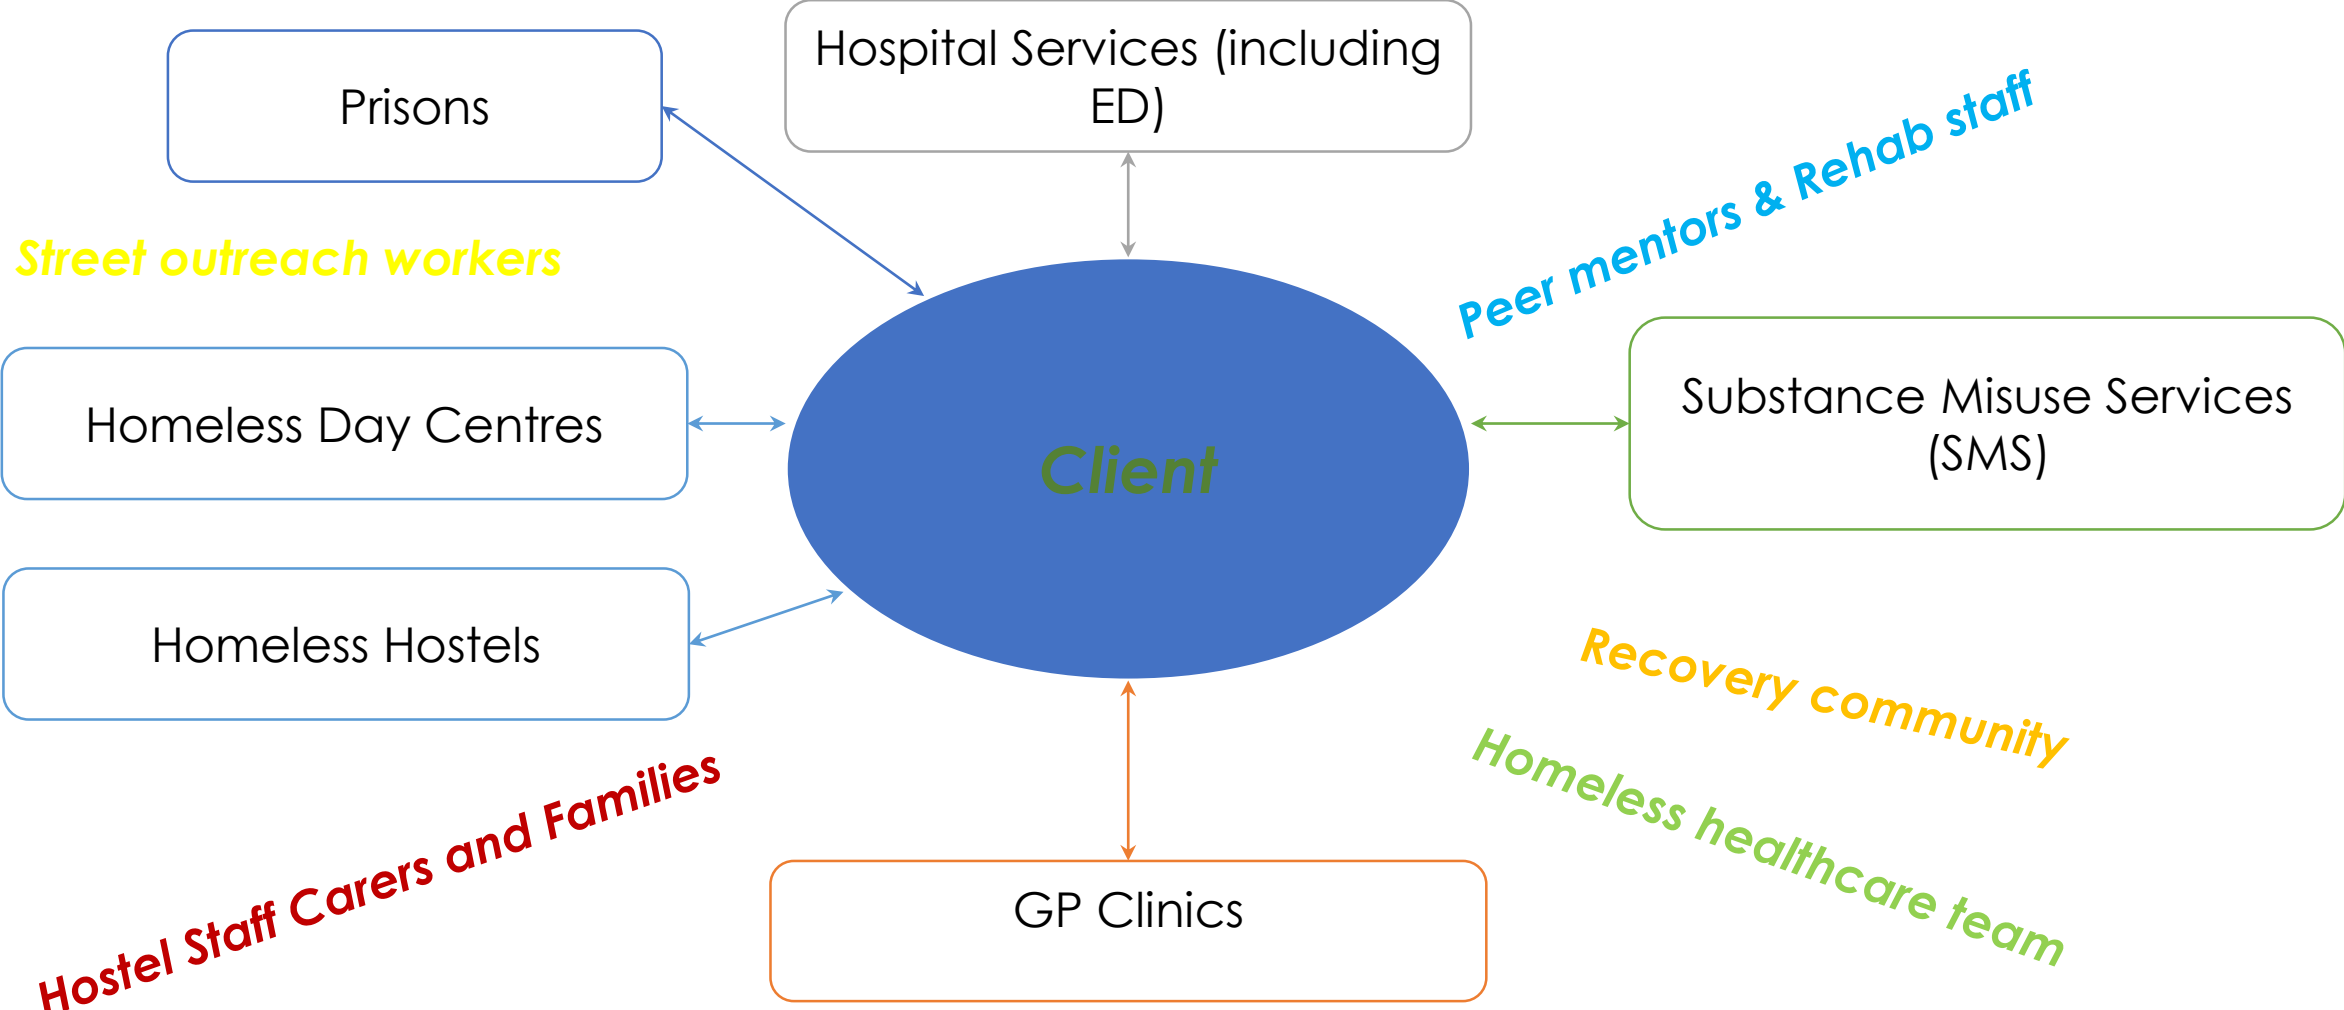 Hospital Services (including
ED)
Prisons
Peer mentors & Rehab staff
Street outreach workers
Homeless Day Centres
Substance Misuse Services
(SMS)
Client
Homeless Hostels
Recovery community
Homeless healthcare team
Hostel Staff Carers and Families
GP Clinics